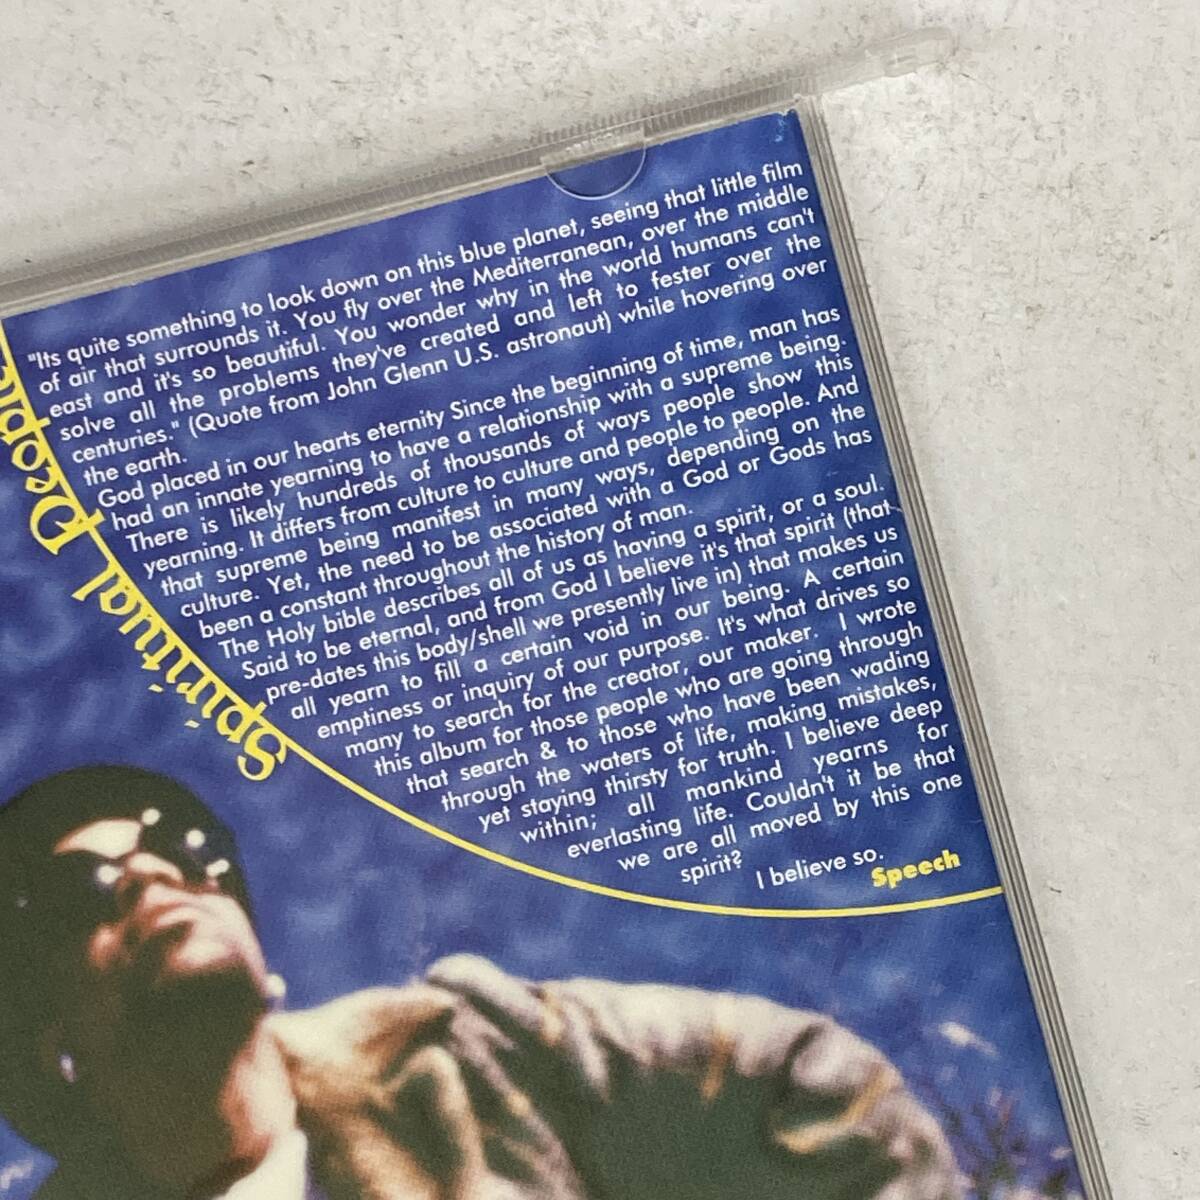 "Its quite something to look down on this blue planet, seeing that little film
of air that surrounds it. You fly over the Mediterranean, over the middle
east and it's so beautiful. You wonder why in the world humans can't
solve all the problems they've created and left to fester over the
centuries." (Quote from John Glenn U.S. astronaut) while hovering over
the earth.
God placed in our hearts eternity Since the beginning of time, man has
had an innate yearning to have a relationship with a supreme being.
There is likely hundreds of thousands of ways people show this
yearning. It differs from culture to culture and people to people. And
that supreme being manifest in many ways, depending on the
culture. Yet, the need to be associated with a God or Gods has
been a constant throughout the history of man.
The Holy bible describes all of us as having a spirit, or a soul.
Said to be eternal, and from God I believe it's that spirit (that
pre-dates this body/shell we presently live in) that makes us
all yearn to fill a certain void in our being. A certain
emptiness or inquiry of our purpose. It's what drives so
many to search for the creator, our maker. I wrote
this album for those people who are going through
that search & to those who have been wading
through the waters of life, making mistakes,
yet staying thirsty for truth. I believe deep
within; all mankind yearns for
everlasting life. Couldn't it be that
we are all moved by this one
spirit?
I believe so.
Speech
Spiritual People